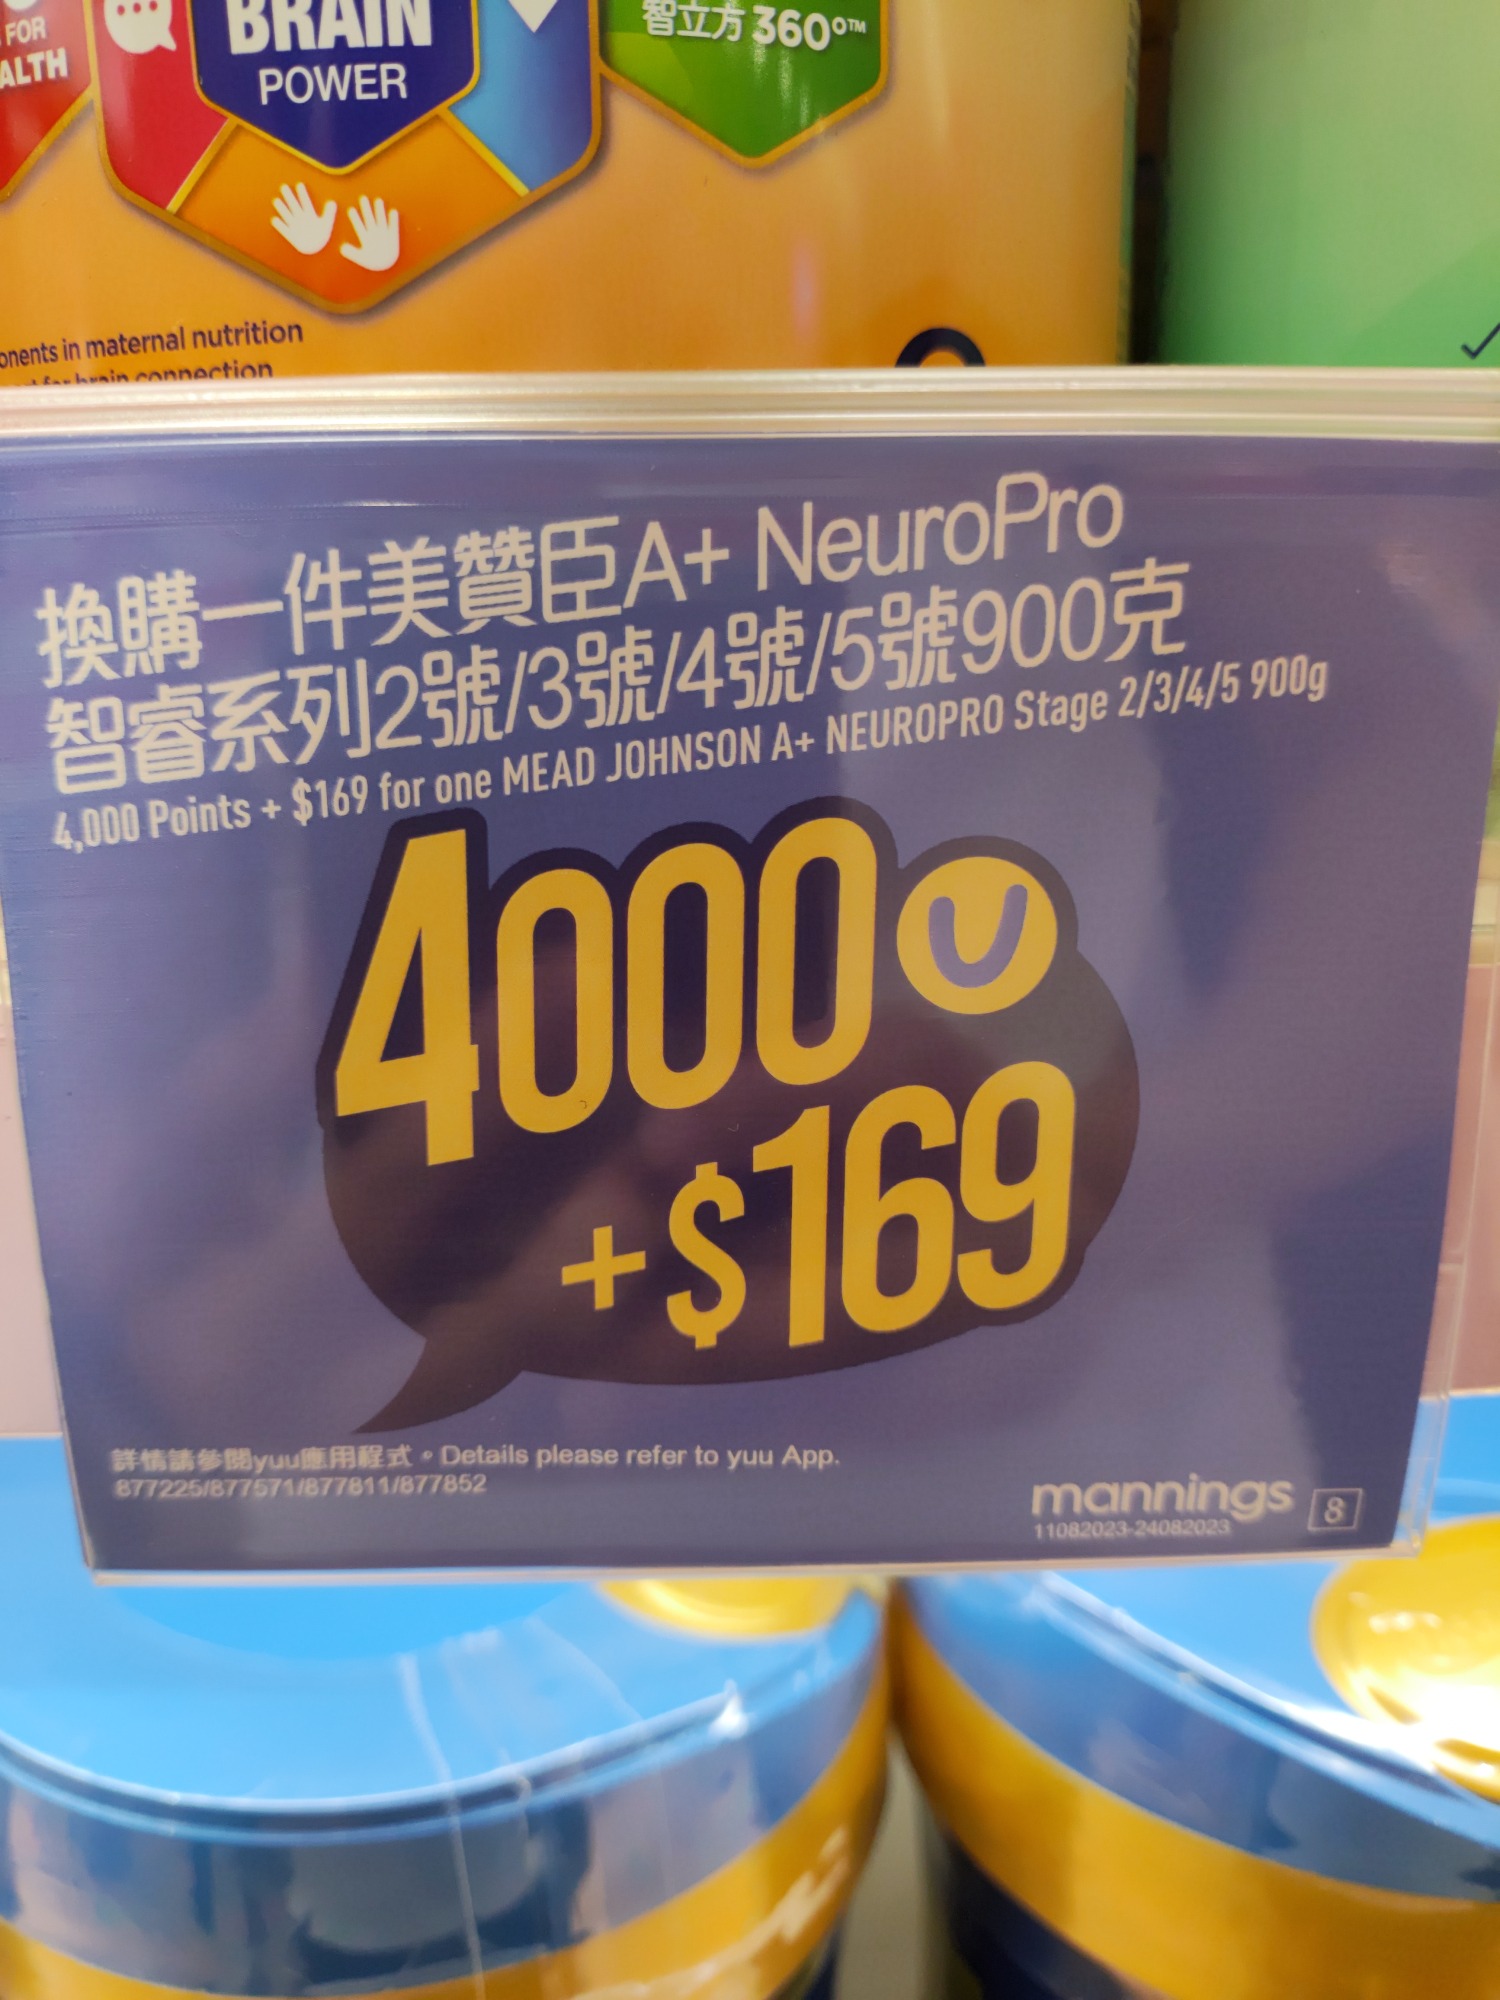 FOR
ALTH
BRAIN
POWER
智立方 360°™
in maternal nutrition
brain connection
換購一件美贊臣A+ NeuroPro
智睿系列2號/3號/4號/5號900克
4,000 Points + $169 for one MEAD JOHNSON A+ NEUROPRO Stage 2/3/4/5 900g
4000
+$169
詳情請參閱yuu應用程式。Details please refer to yuu App.
877225/877571/877811/877852
mannings 8
11082023-24082023